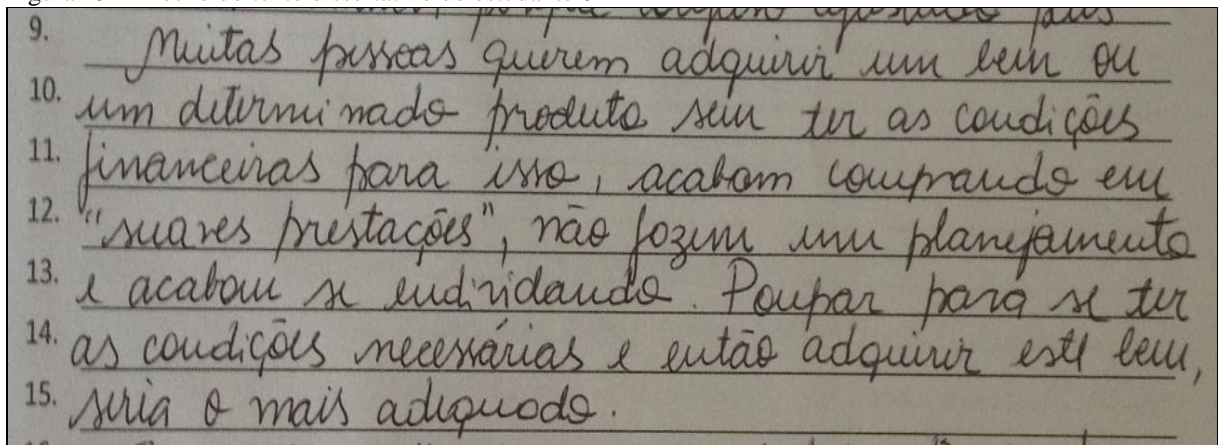 9. Muitas pessoas querem adquirir um bem ou
10. um determinado produto sem ter as condições
11. financeiras para isso, acabam comprando em
12. "suaves prestações", não fazem um planejamento
13. e acabam se endividando. Poupar para se ter
14. as condições necessárias e então adquirir este bem,
15. seria o mais adequado.